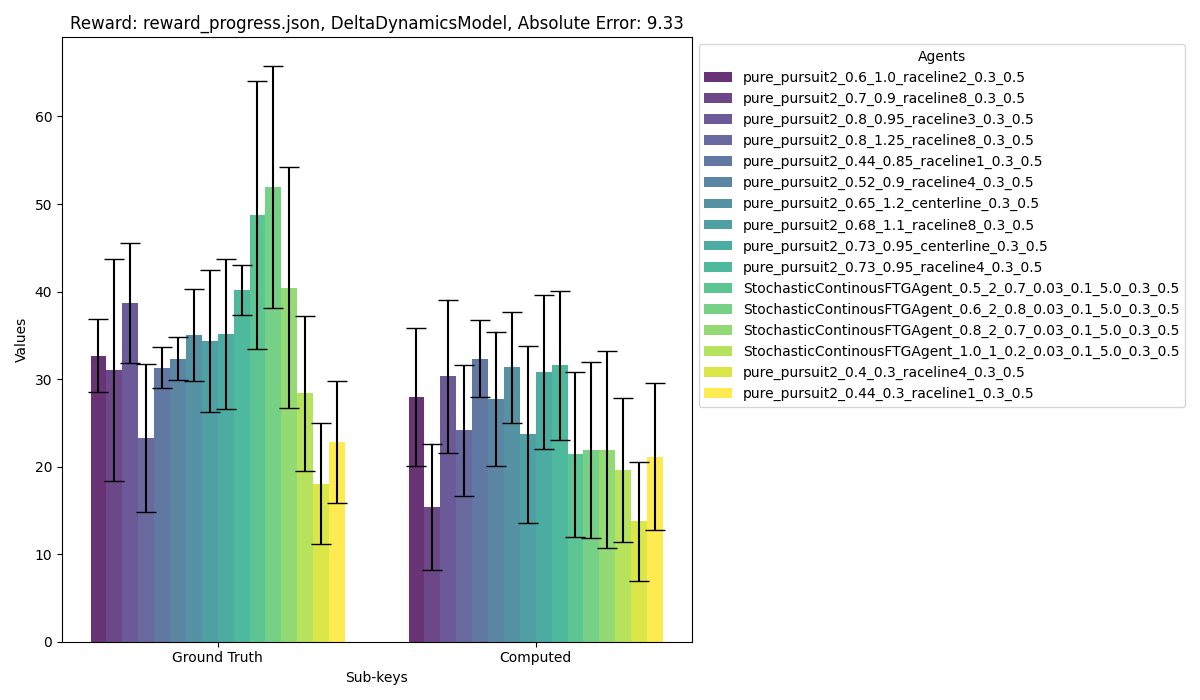 Reward: reward_progress.json, DeltaDynamicsModel, Absolute Error: 9.33
Values
60
50
40
30
20
10
0
Ground Truth
Computed
Sub-keys
Agents
pure_pursuit2_0.6_1.0_raceline2_0.3_0.5
pure_pursuit2_0.7_0.9_raceline8_0.3_0.5
pure_pursuit2_0.8_0.95_raceline3_0.3_0.5
pure_pursuit2_0.8_1.25_raceline8_0.3_0.5
pure_pursuit2_0.44_0.85_raceline1_0.3_0.5
pure_pursuit2_0.52_0.9_raceline4_0.3_0.5
pure_pursuit2_0.65_1.2_centerline_0.3_0.5
pure_pursuit2_0.68_1.1_raceline8_0.3_0.5
pure_pursuit2_0.73_0.95_centerline_0.3_0.5
pure_pursuit2_0.73_0.95_raceline4_0.3_0.5
StochasticContinousFTGAgent_0.5_2_0.7_0.03_0.1_5.0_0.3_0.5
StochasticContinousFTGAgent_0.6_2_0.8_0.03_0.1_5.0_0.3_0.5
StochasticContinousFTGAgent_0.8_2_0.7_0.03_0.1_5.0_0.3_0.5
StochasticContinousFTGAgent_1.0_1_0.2_0.03_0.1_5.0_0.3_0.5
pure_pursuit2_0.4_0.3_raceline4_0.3_0.5
pure_pursuit2_0.44_0.3_raceline1_0.3_0.5